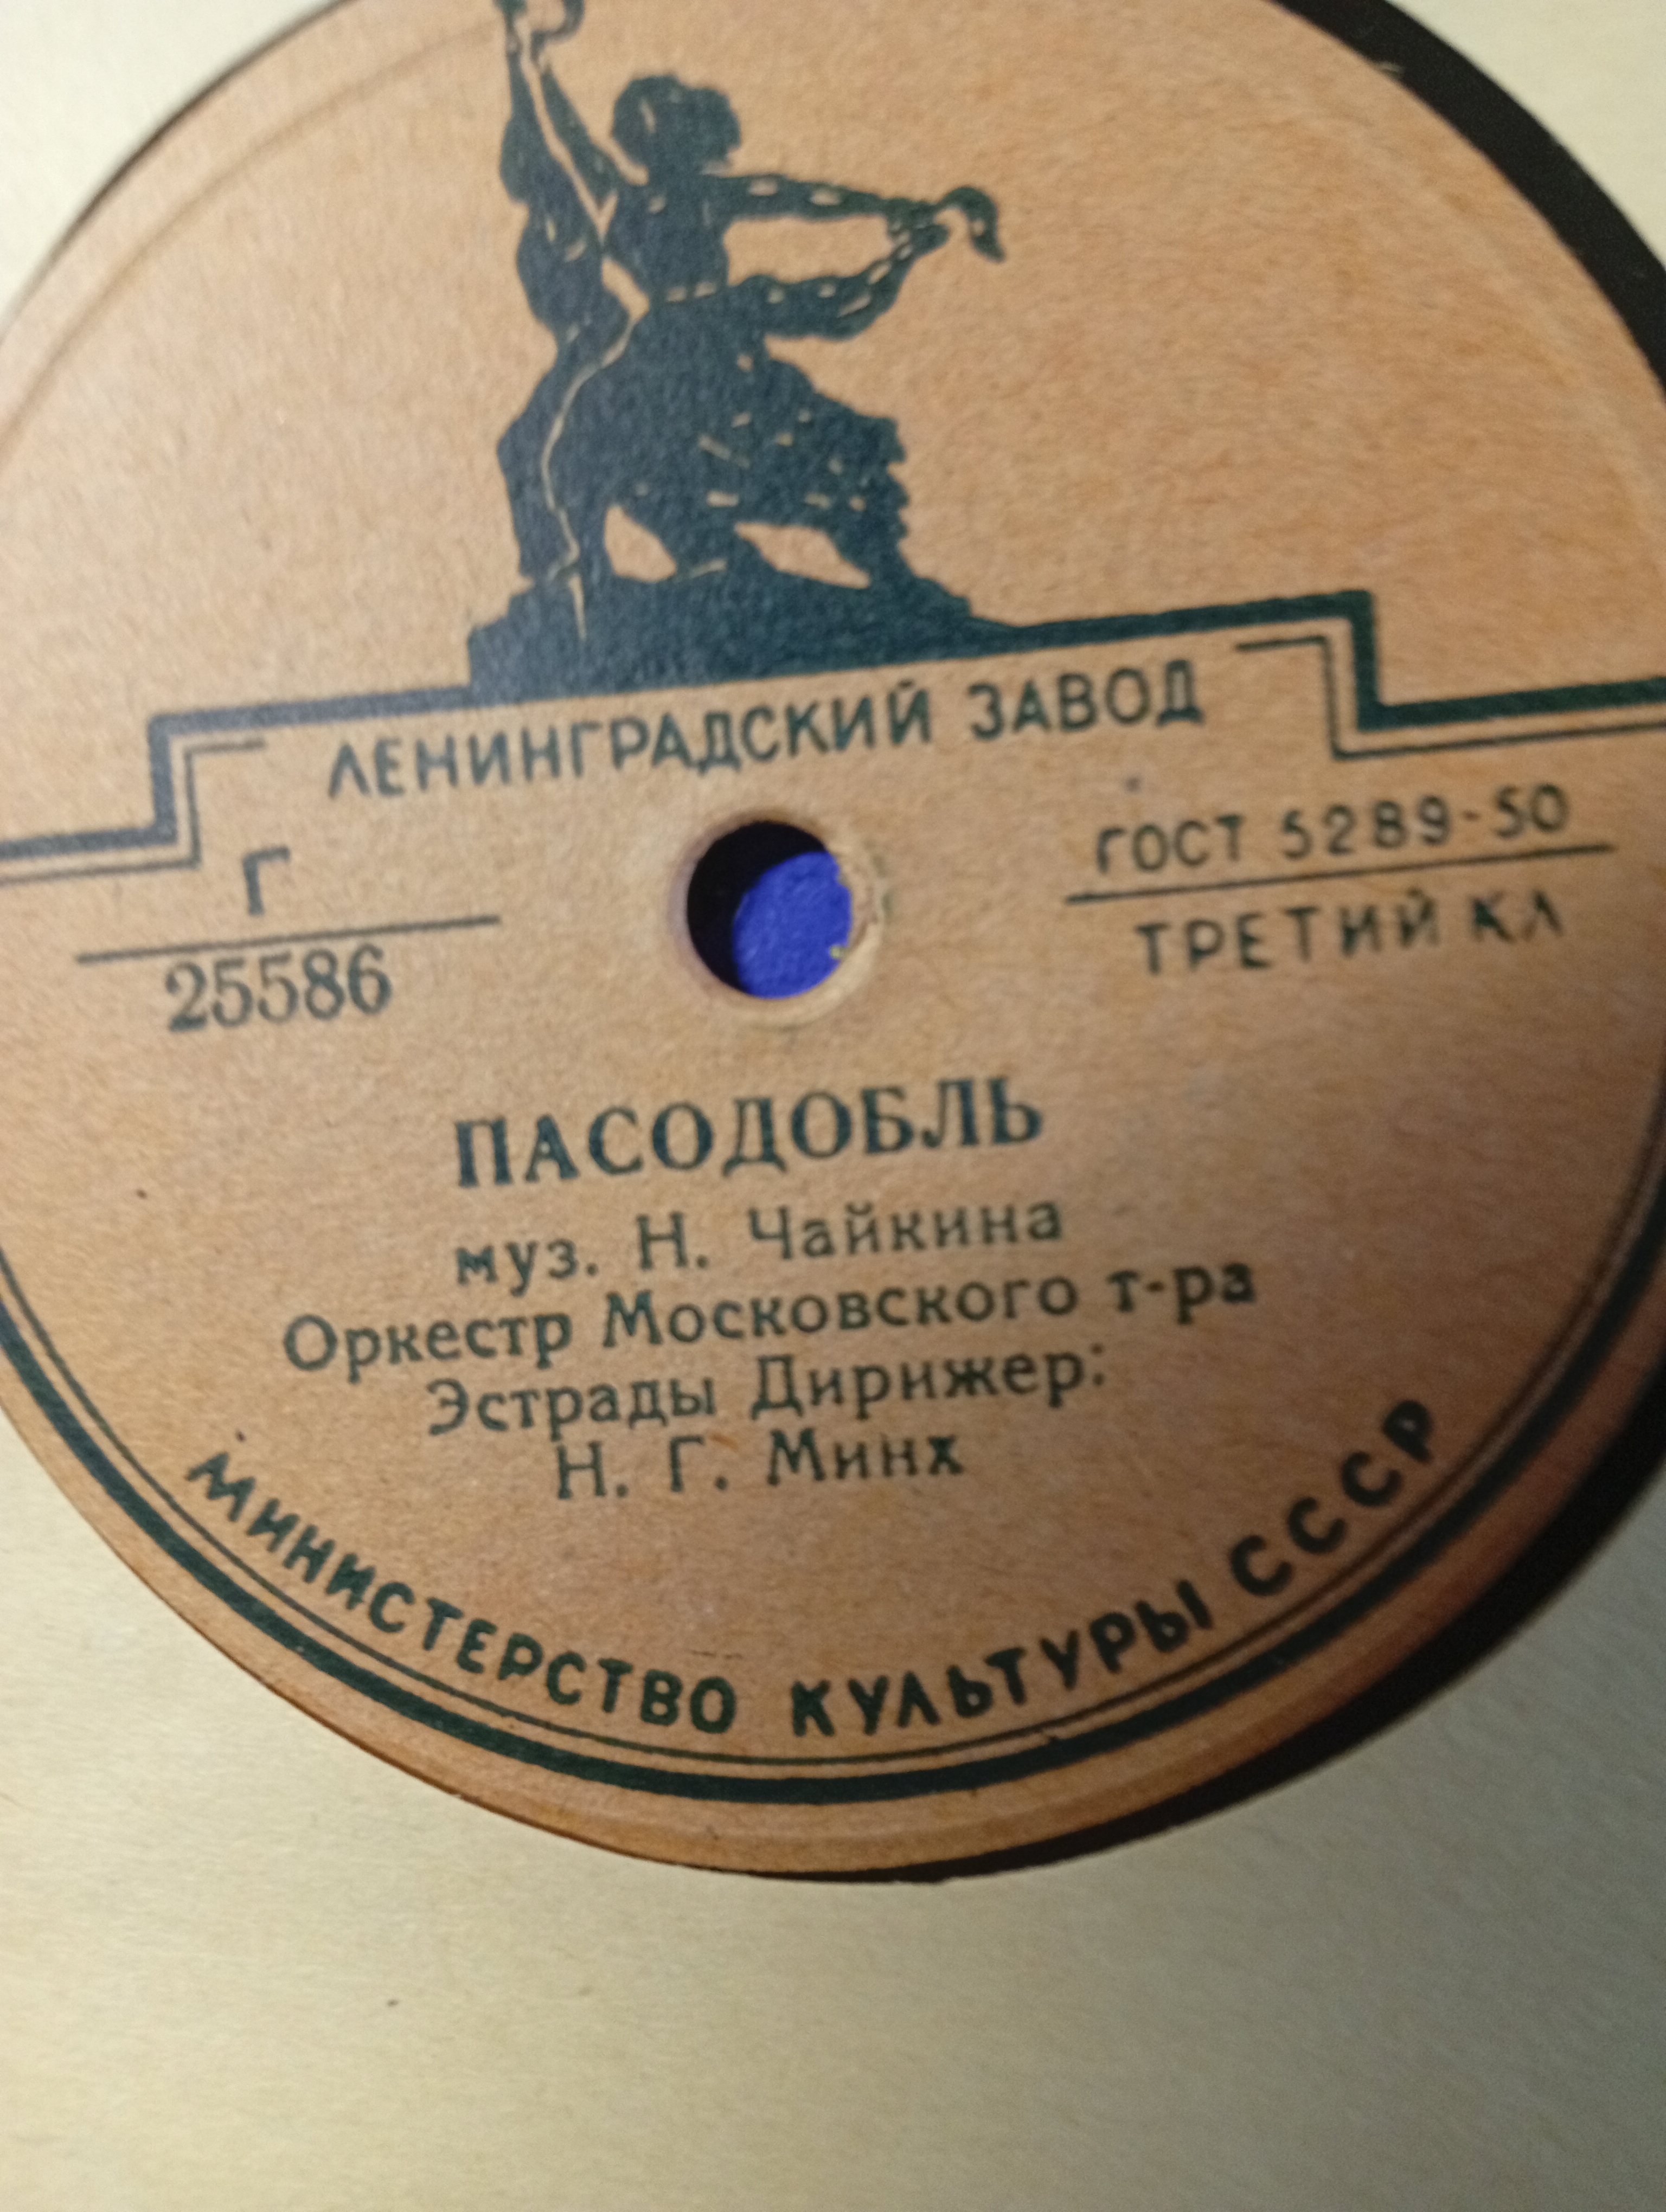 ЛЕНИНГРАДСКИЙ ЗАВОД
Г
25586
ГОСТ 5289-50
ТРЕТИЙ КЛ
ПАСОДОБЛЬ
муз. Н. Чайкина
Оркестр Московского т-ра
Эстрады Дирижер:
Н. Г. Минх
МИНИСТЕРСТВО КУЛЬТУРЫ СССР